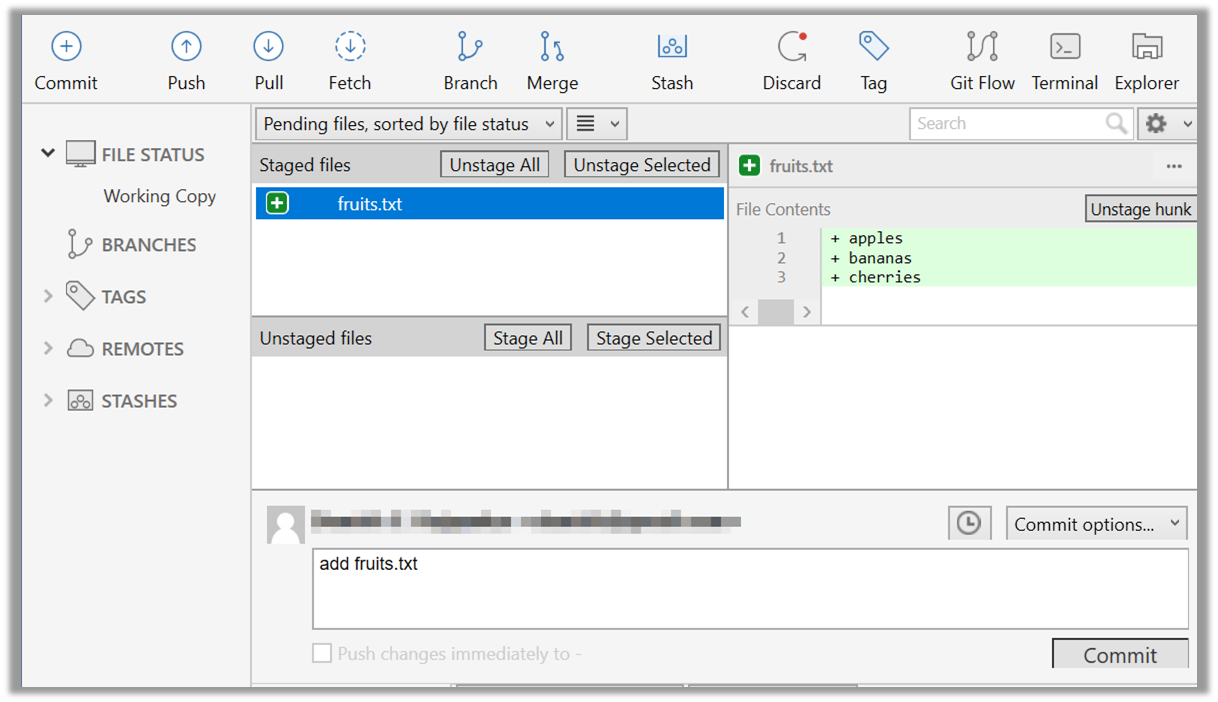 Commit Push Pull Fetch Branch Merge Stash Discard Tag Git Flow Terminal Explorer
Pending files, sorted by file status
Search
FILE STATUS
Working Copy
BRANCHES
TAGS
REMOTES
STASHES
Staged files Unstage All Unstage Selected
fruits.txt
Unstaged files Stage All Stage Selected
fruits.txt ...
File Contents Unstage hunk
1 + apples
2 + bananas
3 + cherries
Commit options...
add fruits.txt
Push changes immediately to -
Commit